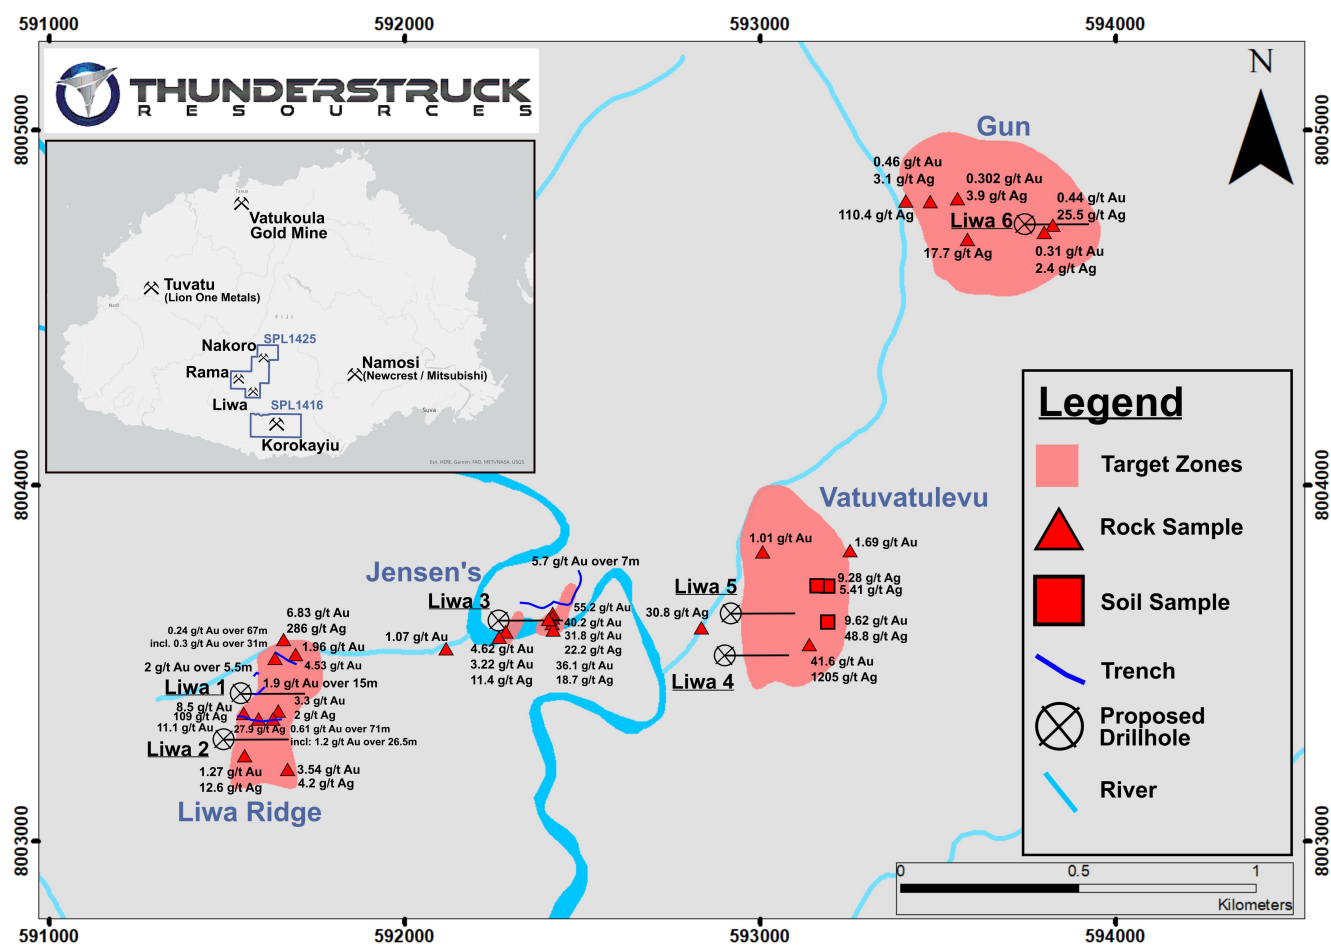 591000
592000
593000
594000
THUNDERSTRUCK
RESOURCES
N
8005000
8005000
8004000
8004000
8003000
8003000
Tavua
Vatukoula
Gold Mine
Tuvatu
(Lion One Metals)
Nadi
FIJI
SPL1425
Nakoro
Rama
Liwa
Namosi
(Newcrest / Mitsubishi)
SPL1416
Suva
Korokayiu
Esri, HERE, Garmin, FAO, METI/NASA, USGS
Gun
0.46 g/t Au
3.1 g/t Ag
0.302 g/t Au
3.9 g/t Ag
0.44 g/t Au
25.5 g/t Ag
110.4 g/t Ag
Liwa 6
17.7 g/t Ag
0.31 g/t Au
2.4 g/t Ag
Vatuvatulevu
1.01 g/t Au
1.69 g/t Au
Liwa 5
9.28 g/t Ag
5.41 g/t Ag
30.8 g/t Ag
9.62 g/t Au
48.8 g/t Ag
Liwa 4
41.6 g/t Au
1205 g/t Ag
Jensen's
5.7 g/t Au over 7m
Liwa 3
55.2 g/t Au
40.2 g/t Au
31.8 g/t Au
22.2 g/t Ag
36.1 g/t Au
18.7 g/t Ag
1.07 g/t Au
4.62 g/t Au
3.22 g/t Au
11.4 g/t Ag
6.83 g/t Au
286 g/t Ag
0.24 g/t Au over 67m
incl. 0.3 g/t Au over 31m
1.96 g/t Au
4.53 g/t Au
2 g/t Au over 5.5m
1.9 g/t Au over 15m
Liwa 1
8.5 g/t Au
109 g/t Ag
11.1 g/t Au
3.3 g/t Au
2 g/t Ag
27.9 g/t Ag
0.61 g/t Au over 71m
incl: 1.2 g/t Au over 26.5m
Liwa 2
1.27 g/t Au
12.6 g/t Ag
3.54 g/t Au
4.2 g/t Ag
Liwa Ridge
Legend
Target Zones
Rock Sample
Soil Sample
Trench
Proposed
Drillhole
River
0
0.5
1
Kilometers
591000
592000
593000
594000